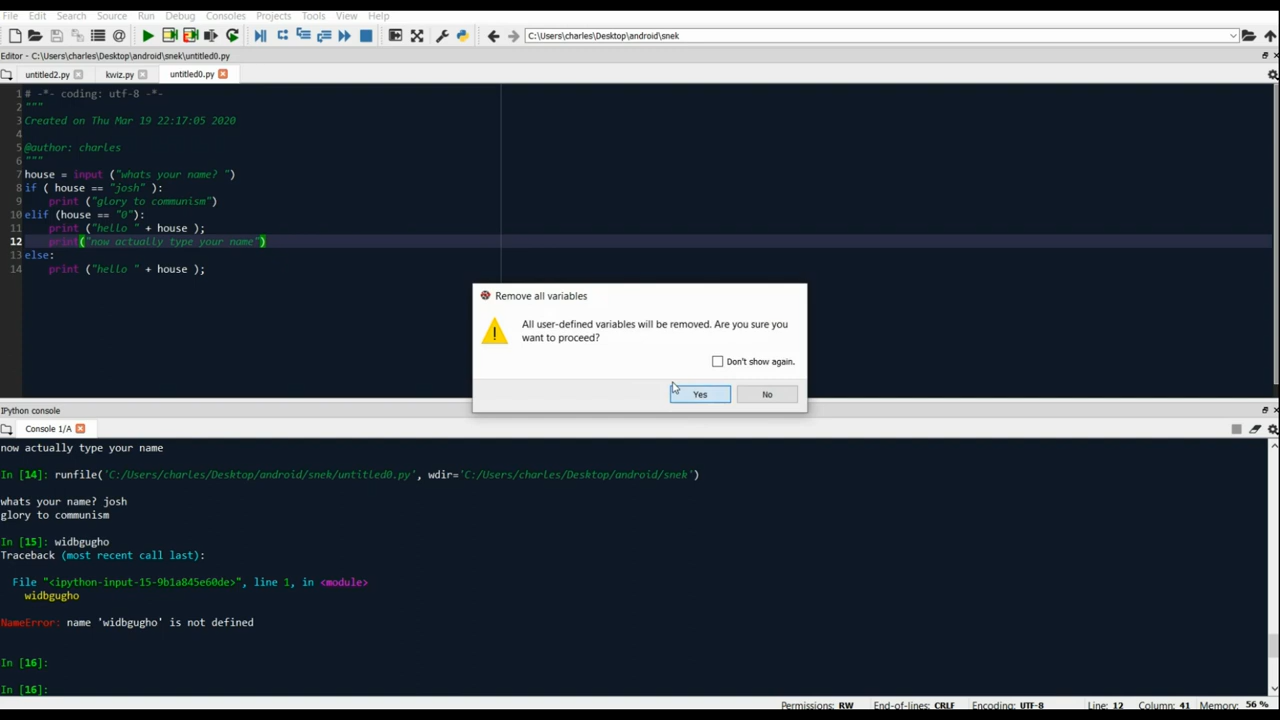 File Edit Search Source Run Debug Consoles Projects Tools View Help
C:\Users\charles\Desktop\android\snek
Editor - C:\Users\charles\Desktop\android\snek\untitled0.py
untitled2.py kwiz.py untitled0.py
1 # -*- coding: utf-8 -*-
2 """
3 Created on Thu Mar 19 22:17:05 2020
4
5 @author: charles
6 """
7 house = input ("whats your name? ")
8 if ( house == "josh" ):
9 print ("glory to communism")
10 elif (house == "0"):
11 print ("hello " + house );
12 print("now actually type your name")
13 else:
14 print ("hello " + house );
Remove all variables
All user-defined variables will be removed. Are you sure you
want to proceed?
Don't show again.
Yes No
IPython console
Console 1/A
now actually type your name
In [14]: runfile('C:/Users/charles/Desktop/android/snek/untitled0.py', wdir='C:/Users/charles/Desktop/android/snek')
whats your name? josh
glory to communism
In [15]: widbgugho
Traceback (most recent call last):
File "<ipython-input-15-9b1a845e60de>", line 1, in <module>
widbgugho
NameError: name 'widbgugho' is not defined
In [16]:
In [16]:
Permissions: RW End-of-lines: CRLF Encoding: UTF-8 Line: 12 Column: 41 Memory: 56 %